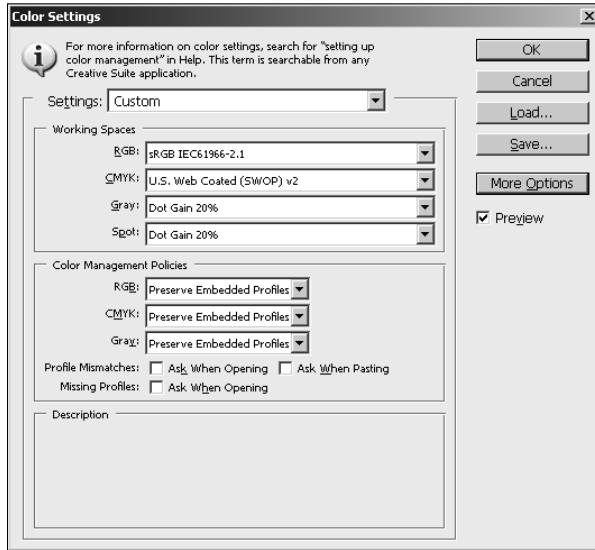 Color Settings
For more information on color settings, search for "setting up
color management" in Help. This term is searchable from any
Creative Suite application.
Settings: Custom
Working Spaces
RGB: sRGB IEC61966-2.1
CMYK: U.S. Web Coated (SWOP) v2
Gray: Dot Gain 20%
Spot: Dot Gain 20%
Color Management Policies
RGB: Preserve Embedded Profiles
CMYK: Preserve Embedded Profiles
Gray: Preserve Embedded Profiles
Profile Mismatches: Ask When Opening Ask When Pasting
Missing Profiles: Ask When Opening
Description
OK
Cancel
Load...
Save...
More Options
Preview